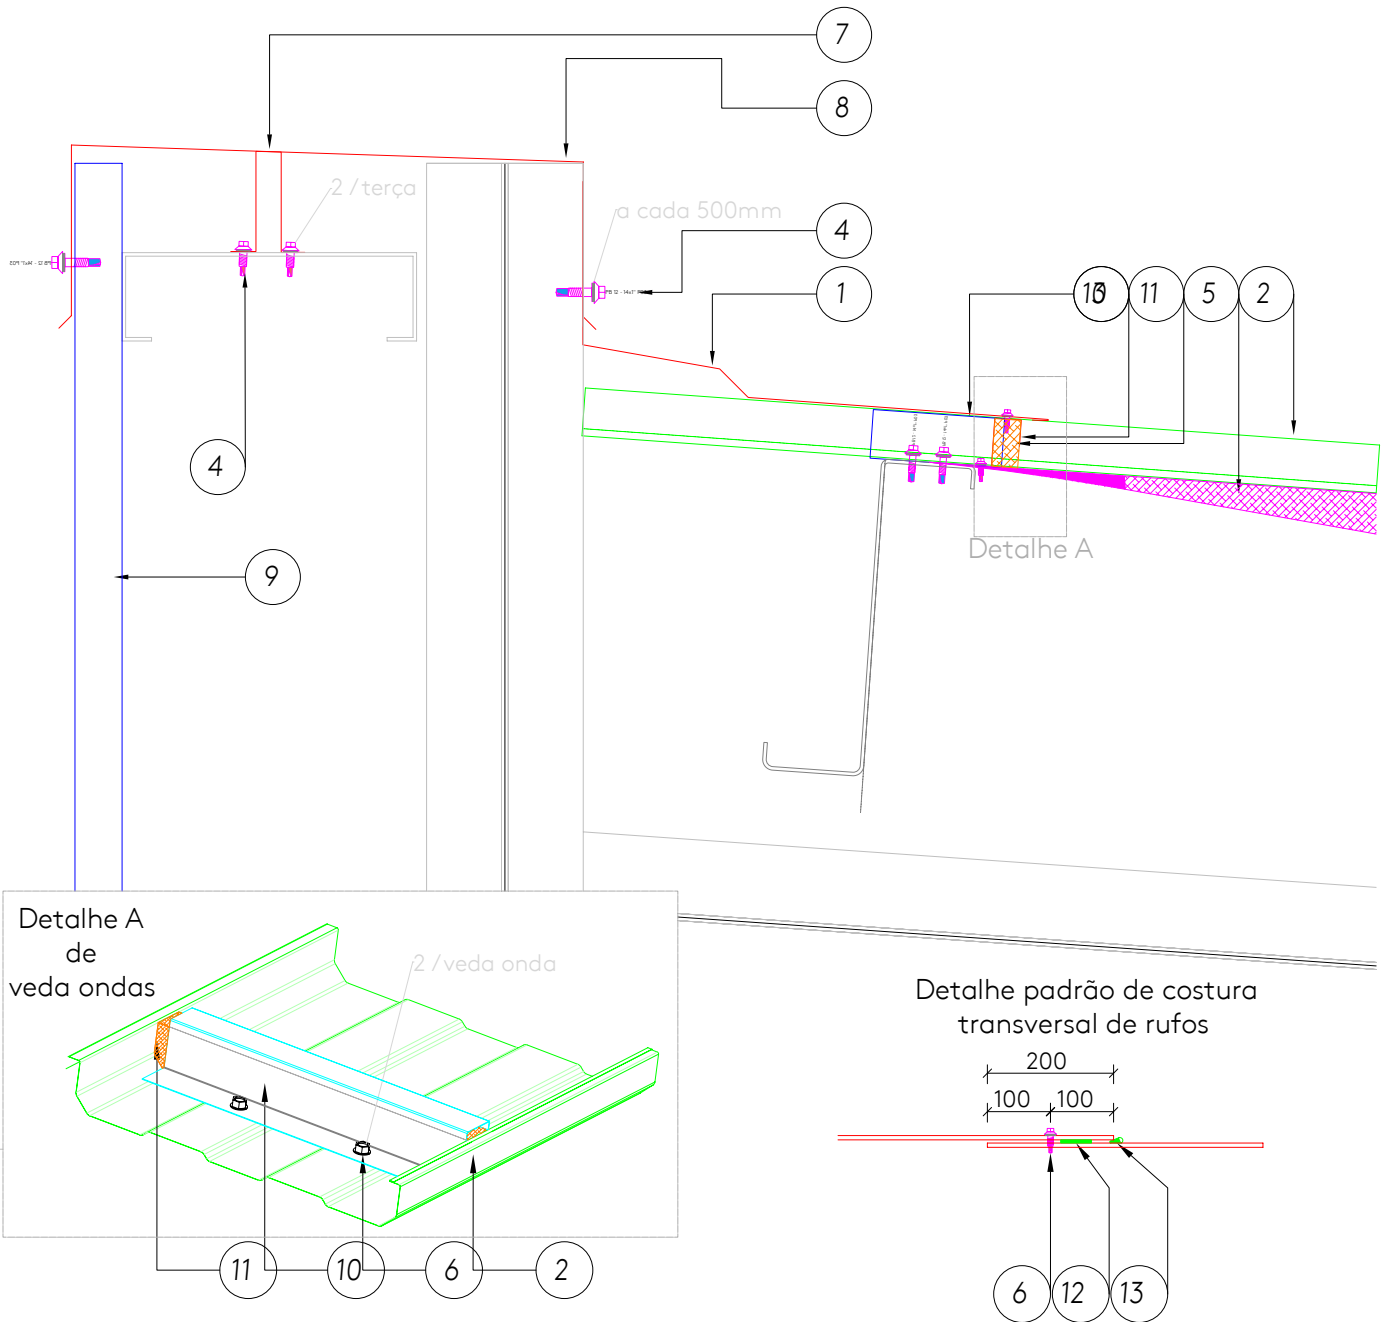 7
8
2 / terça
a cada 500mm
4
1
11
5
2
4
Detalhe A
9
Detalhe A
de
veda ondas
2 / veda onda
Detalhe padrão de costura
transversal de rufos
200
100
100
11
10
6
2
6
12
13